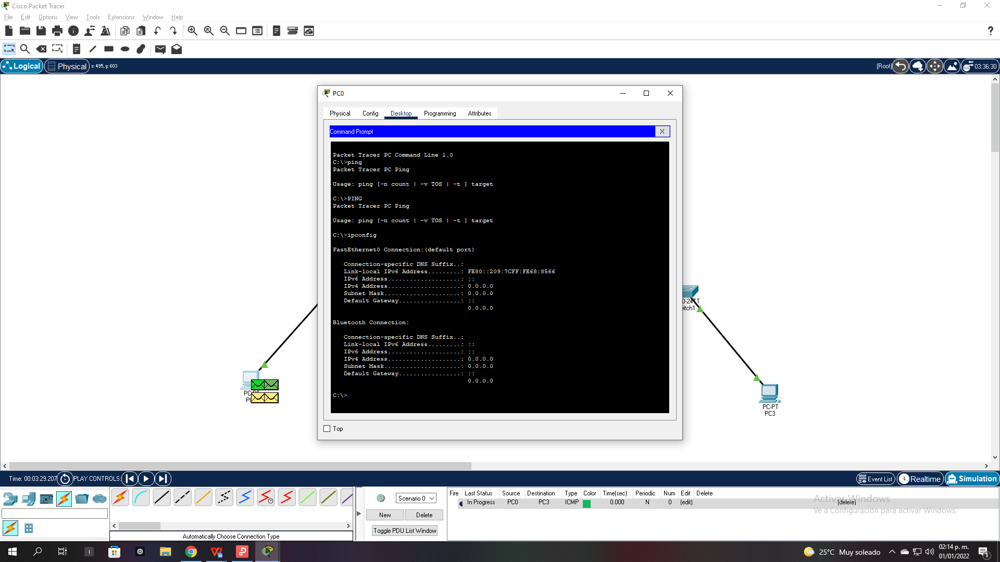 Cisco Packet Tracer
File Edit Options View Tools Extensions Window Help
Logical Physical x: 495, y: 603 [Root] 03:36:30
PC0
Physical Config Desktop Programming Attributes
Command Prompt X
Packet Tracer PC Command Line 1.0
C:\>ping
Packet Tracer PC Ping
Usage: ping [-n count | -v TOS | -t ] target
C:\>PING
Packet Tracer PC Ping
Usage: ping [-n count | -v TOS | -t ] target
C:\>ipconfig
FastEthernet0 Connection:(default port)
Connection-specific DNS Suffix..:
Link-local IPv6 Address.........: FE80::209:7CFF:FE68:8566
IPv6 Address....................: ::
IPv4 Address....................: 0.0.0.0
Subnet Mask.....................: 0.0.0.0
Default Gateway.................: ::
0.0.0.0
Bluetooth Connection:
Connection-specific DNS Suffix..:
Link-local IPv6 Address.........: ::
IPv6 Address....................: ::
IPv4 Address....................: 0.0.0.0
Subnet Mask.....................: 0.0.0.0
Default Gateway.................: ::
0.0.0.0
C:\>
Top
0-24TT
itch1
PC-PT
P
PC-PT
PC3
Time: 00:03:29.207 PLAY CONTROLS: Event List Realtime Simulation
Automatically Choose Connection Type
Scenario 0
New Delete
Toggle PDU List Window
Fire Last Status Source Destination Type Color Time(sec) Periodic Num Edit Delete
In Progress PC0 PC3 ICMP 0.000 N 0 (edit) (delete)
Activar Windows
Ve a Configuración para activar Windows.
25°C Muy soleado
02:14 p. m.
01/01/2022
1